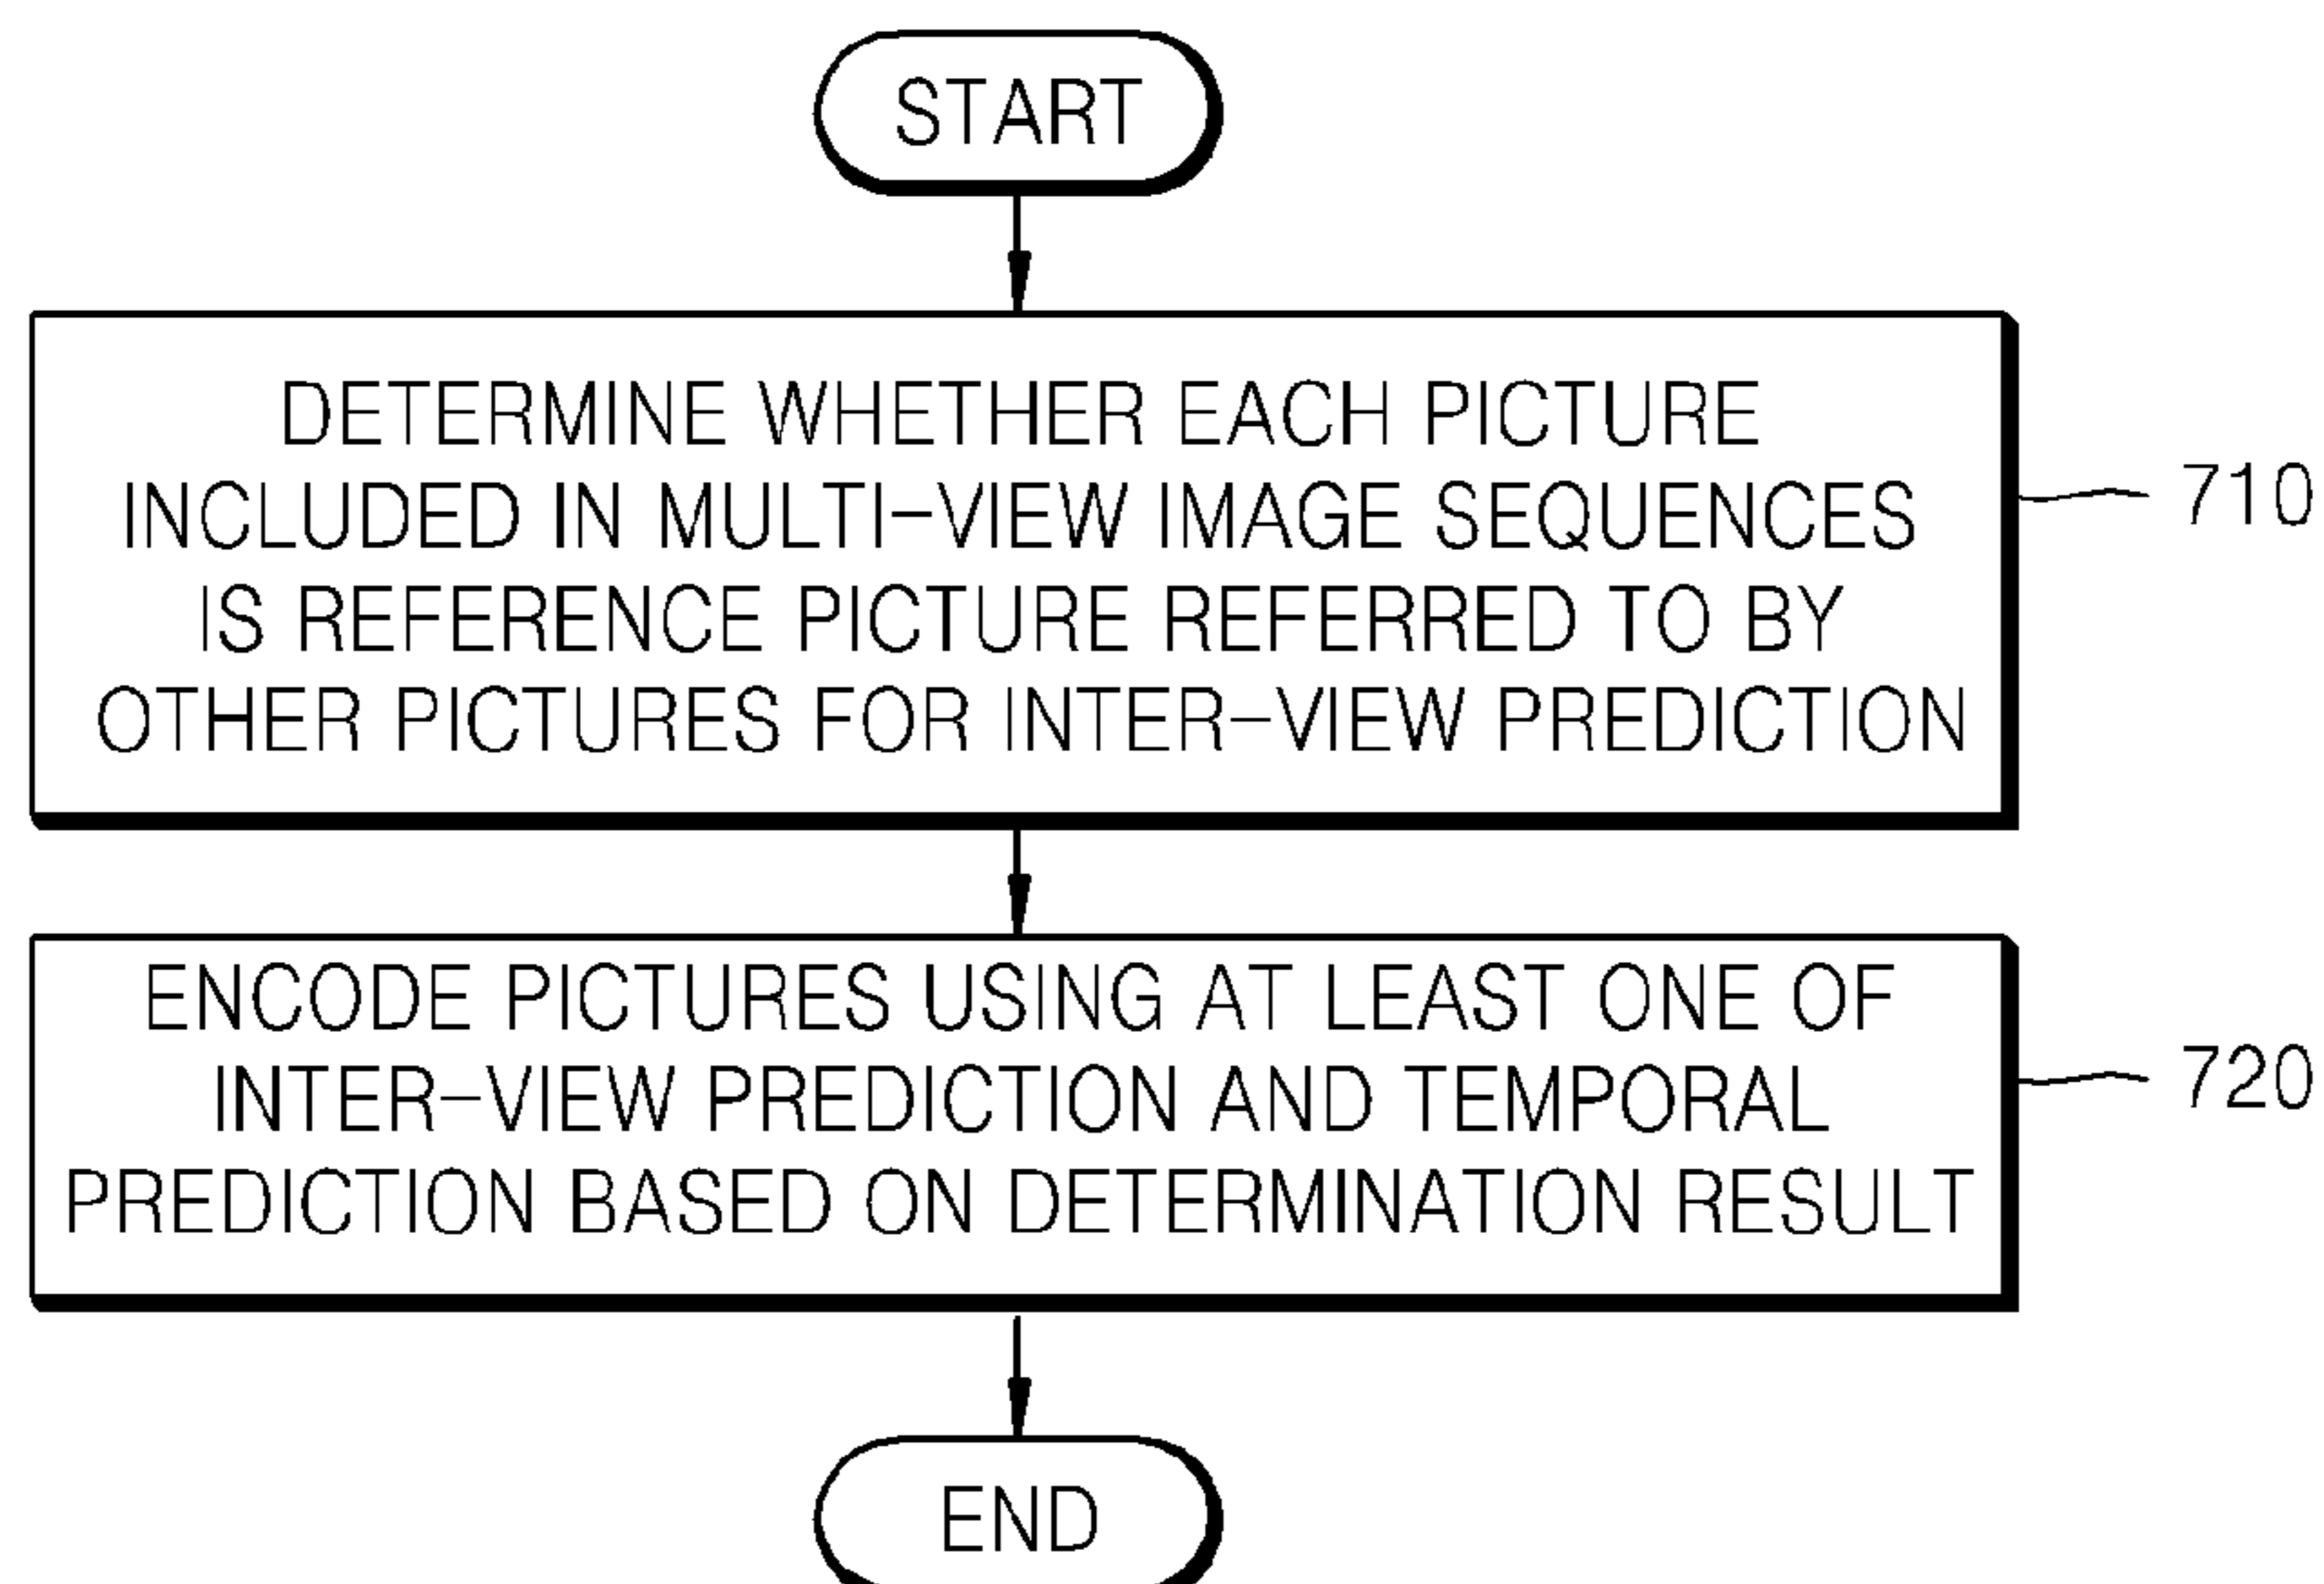 START
DETERMINE WHETHER EACH PICTURE
INCLUDED IN MULTI-VIEW IMAGE SEQUENCES
IS REFERENCE PICTURE REFERRED TO BY
OTHER PICTURES FOR INTER-VIEW PREDICTION
710
ENCODE PICTURES USING AT LEAST ONE OF
INTER-VIEW PREDICTION AND TEMPORAL
PREDICTION BASED ON DETERMINATION RESULT
720
END